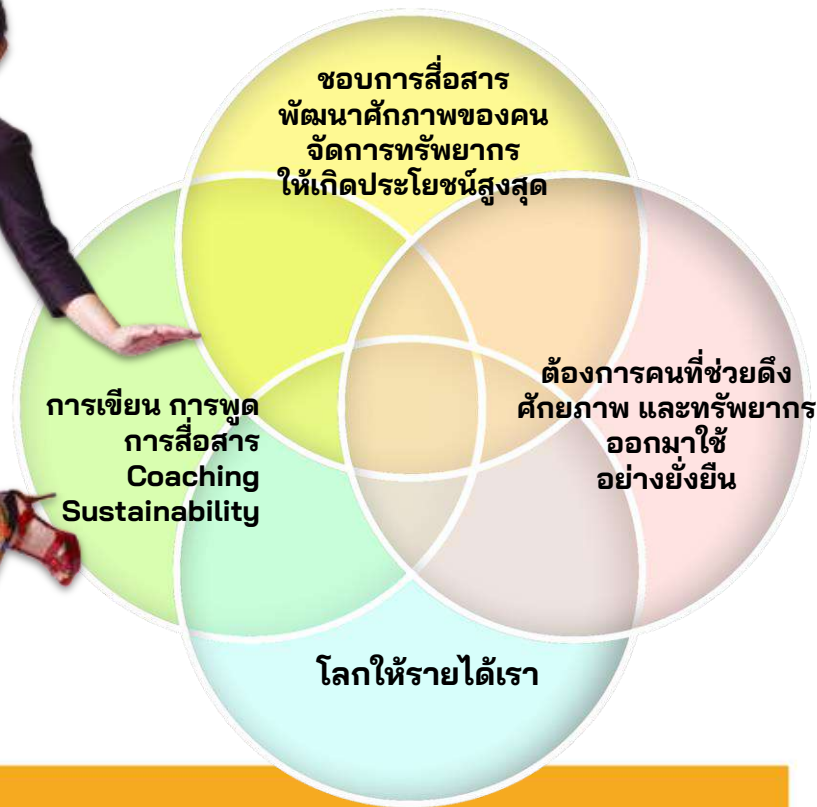 ชอบการสื่อสาร
พัฒนาศักภาพของคน
จัดการทรัพยากร
ให้เกิดประโยชน์สูงสุด
การเขียน การพูด
การสื่อสาร
Coaching
Sustainability
ต้องการคนที่ช่วยดึง
ศักยภาพ และทรัพยากร
ออกมาใช้
อย่างยั่งยืน
โลกให้รายได้เรา